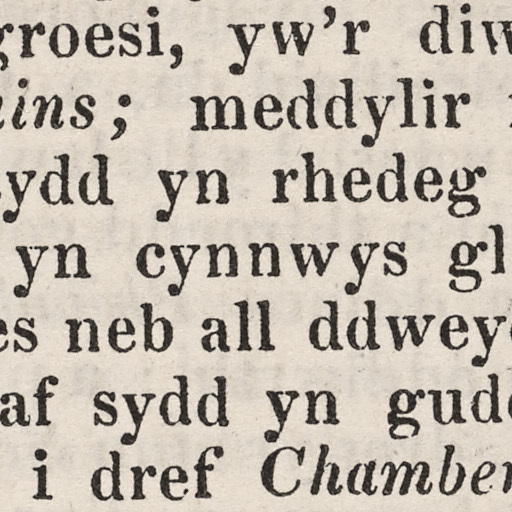 groesi, yw'r diw
ins; meddylir
ydd yn rhedeg
yn cynnwys gl
es neb all ddwey
af sydd yn gudd
i dref Chamber